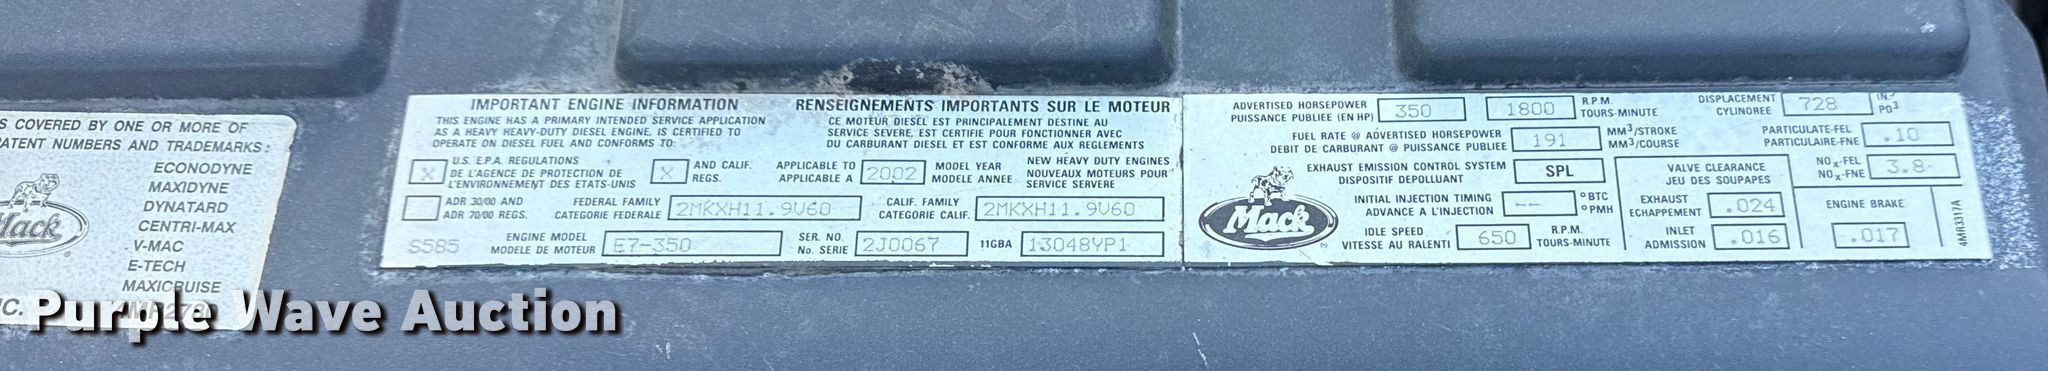 S COVERED BY ONE OR MORE OF
ATENT NUMBERS AND TRADEMARKS:
ECONODYNE
MAXIDYNE
DYNATARD
CENTRI-MAX
V-MAC
E-TECH
MAXICRUISE
Mack
C.
IMPORTANT ENGINE INFORMATION
THIS ENGINE HAS A PRIMARY INTENDED SERVICE APPLICATION
AS A HEAVY HEAVY-DUTY DIESEL ENGINE, IS CERTIFIED TO
OPERATE ON DIESEL FUEL AND CONFORMS TO:
RENSEIGNEMENTS IMPORTANTS SUR LE MOTEUR
CE MOTEUR DIESEL EST PRINCIPALEMENT DESTINE AU
SERVICE SEVERE, EST CERTIFIE POUR FONCTIONNER AVEC
DU CARBURANT DIESEL ET EST CONFORME AUX REGLEMENTS
X U.S. E.P.A. REGULATIONS
DE L'AGENCE DE PROTECTION DE
L'ENVIRONNEMENT DES ETATS-UNIS
X AND CALIF.
REGS.
APPLICABLE TO
APPLICABLE A
2002
MODEL YEAR
MODELE ANNEE
NEW HEAVY DUTY ENGINES
NOUVEAUX MOTEURS POUR
SERVICE SERVERE
ADR 30/00 AND
ADR 70/00 REGS.
FEDERAL FAMILY
CATEGORIE FEDERALE
2MKXH11.9V60
CALIF. FAMILY
CATEGORIE CALIF.
2MKXH11.9V60
S585
ENGINE MODEL
MODELE DE MOTEUR
E7-350
SER. NO.
No. SERIE
2J0067
11GBA
13048YP1
ADVERTISED HORSEPOWER
PUISSANCE PUBLIEE (EN HP)
350
1800
R.P.M.
TOURS-MINUTE
DISPLACEMENT
CYLINDREE
728
IN³
PO³
FUEL RATE @ ADVERTISED HORSEPOWER
DEBIT DE CARBURANT @ PUISSANCE PUBLIEE
191
MM³/STROKE
MM³/COURSE
PARTICULATE-FEL
PARTICULAIRE-FNE
.10
EXHAUST EMISSION CONTROL SYSTEM
DISPOSITIF DEPOLLUANT
SPL
VALVE CLEARANCE
JEU DES SOUPAPES
NOx-FEL
NOx-FNE
3.8
Mack
®
INITIAL INJECTION TIMING
AVANCE A L'INJECTION
--
°BTC
°PMH
EXHAUST
ECHAPPEMENT
.024
ENGINE BRAKE
IDLE SPEED
VITESSE AU RALENTI
650
R.P.M.
TOURS-MINUTE
INLET
ADMISSION
.016
.017
4MR3317A
Purple Wave Auction